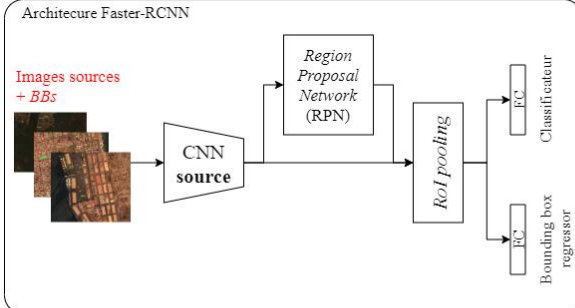 Architecure Faster-RCNN
Images sources
+ BBs
Region
Proposal
Network
(RPN)
CNN
source
RoI pooling
FC
Classificateur
FC
Bounding box
regressor